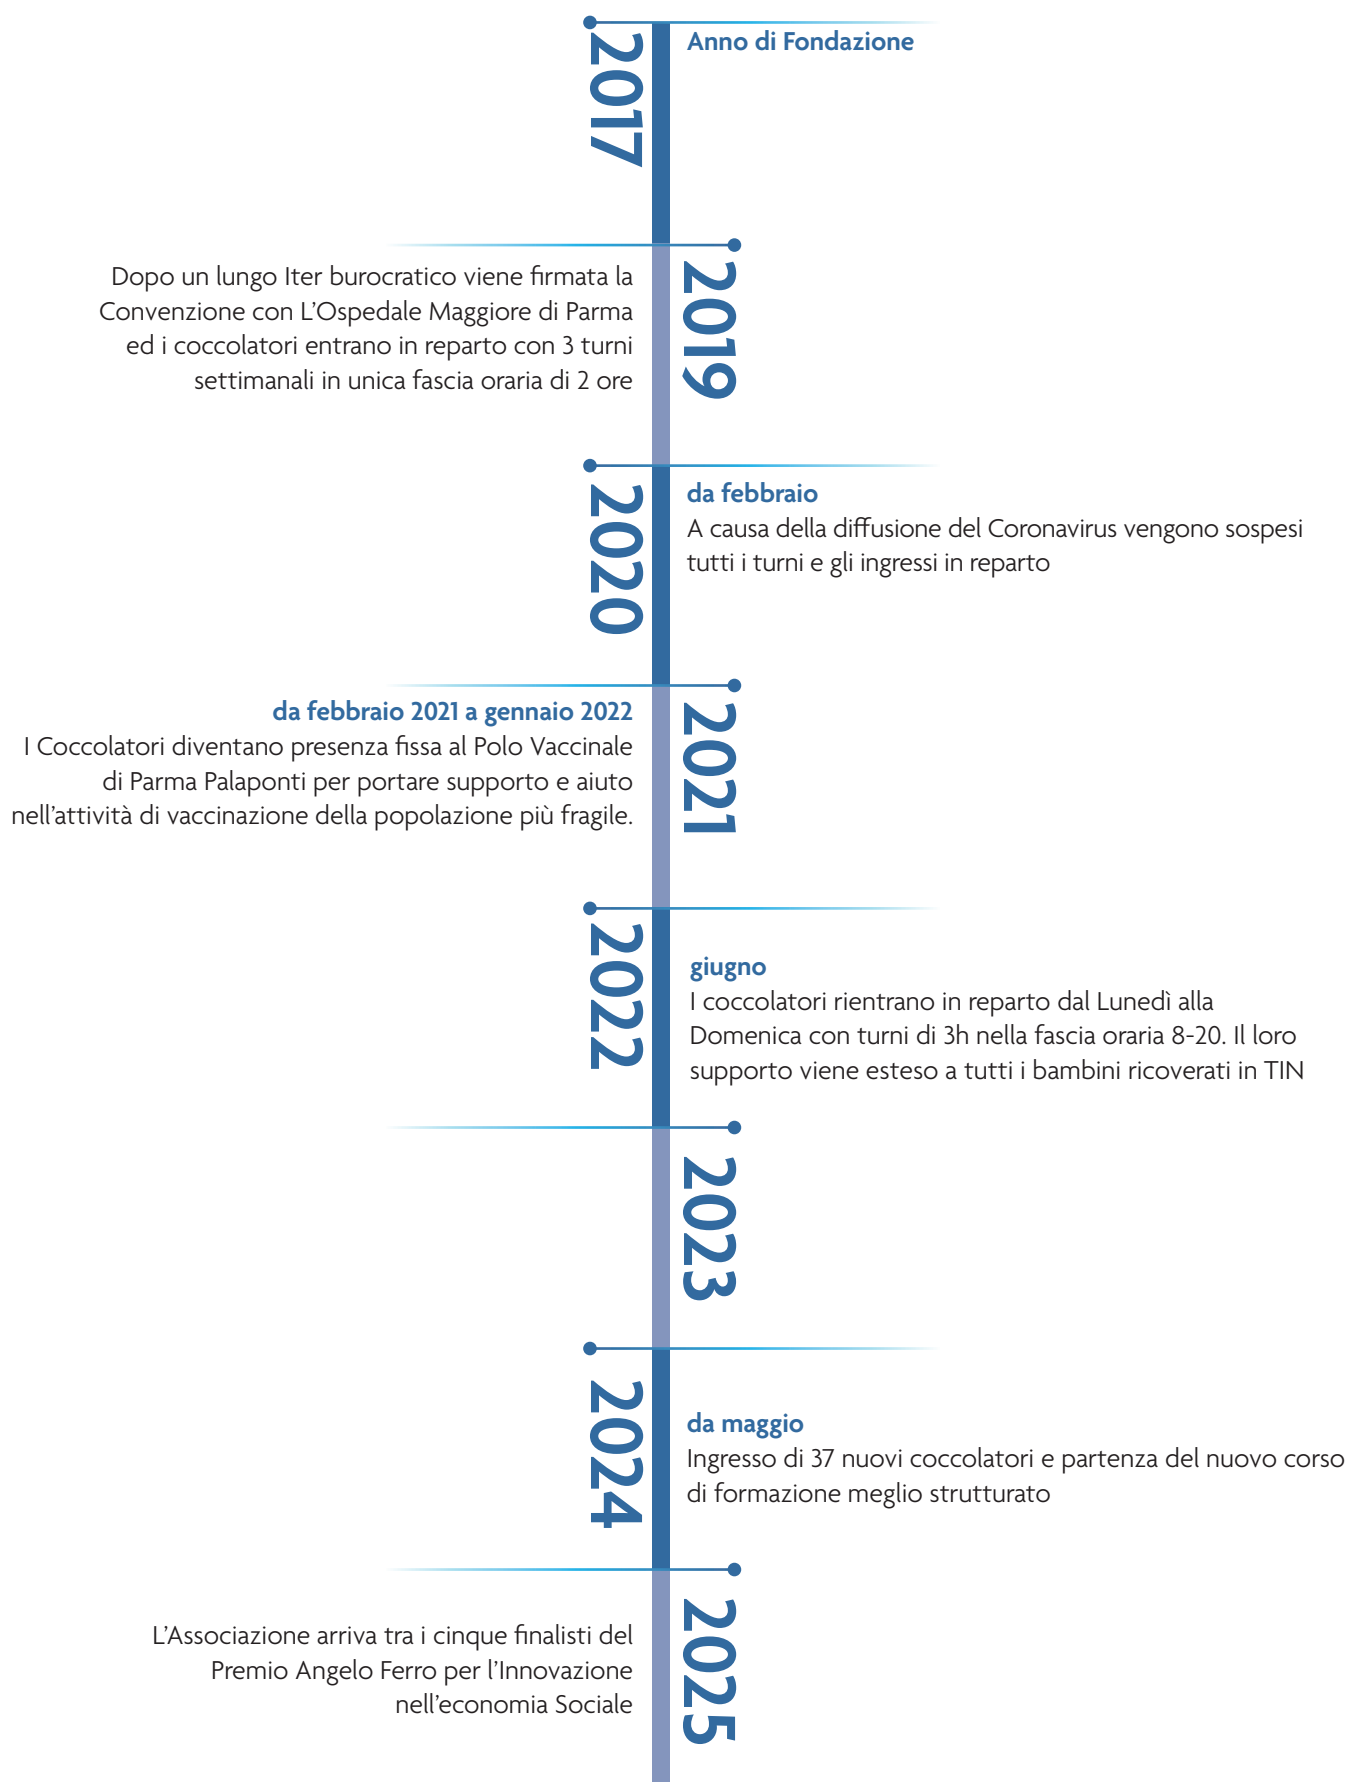 2017
Anno di Fondazione
2019
Dopo un lungo Iter burocratico viene firmata la
Convenzione con L'Ospedale Maggiore di Parma
ed i coccolatori entrano in reparto con 3 turni
settimanali in unica fascia oraria di 2 ore
2020
da febbraio
A causa della diffusione del Coronavirus vengono sospesi
tutti i turni e gli ingressi in reparto
2021
da febbraio 2021 a gennaio 2022
I Coccolatori diventano presenza fissa al Polo Vaccinale
di Parma Palaponti per portare supporto e aiuto
nell'attività di vaccinazione della popolazione più fragile.
2022
giugno
I coccolatori rientrano in reparto dal Lunedì alla
Domenica con turni di 3h nella fascia oraria 8-20. Il loro
supporto viene esteso a tutti i bambini ricoverati in TIN
2023
2024
da maggio
Ingresso di 37 nuovi coccolatori e partenza del nuovo corso
di formazione meglio strutturato
2025
L'Associazione arriva tra i cinque finalisti del
Premio Angelo Ferro per l'Innovazione
nell'economia Sociale